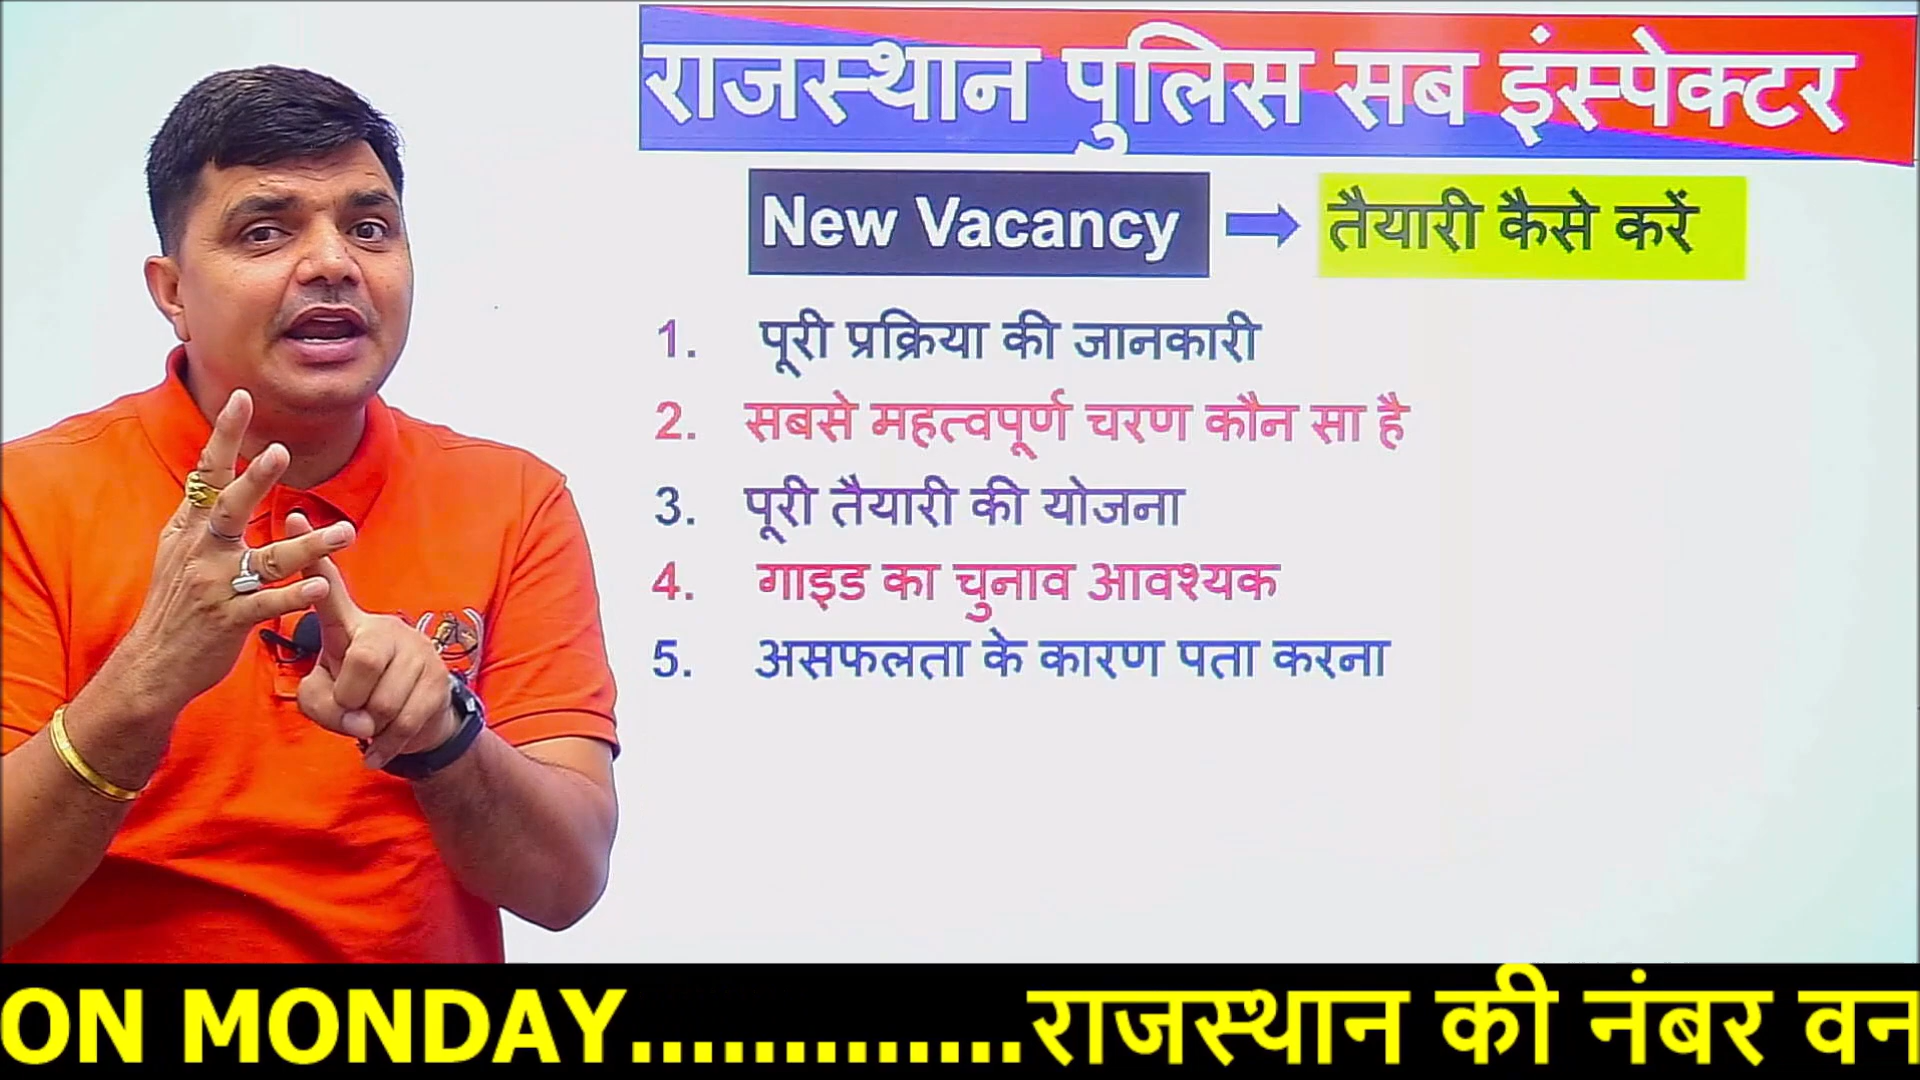 राजस्थान पुलिस सब इंस्पेक्टर
New Vacancy तैयारी कैसे करें
1. पूरी प्रक्रिया की जानकारी
2. सबसे महत्वपूर्ण चरण कौन सा है
3. पूरी तैयारी की योजना
4. गाइड का चुनाव आवश्यक
5. असफलता के कारण पता करना
ON MONDAY.............राजस्थान की नंबर वन